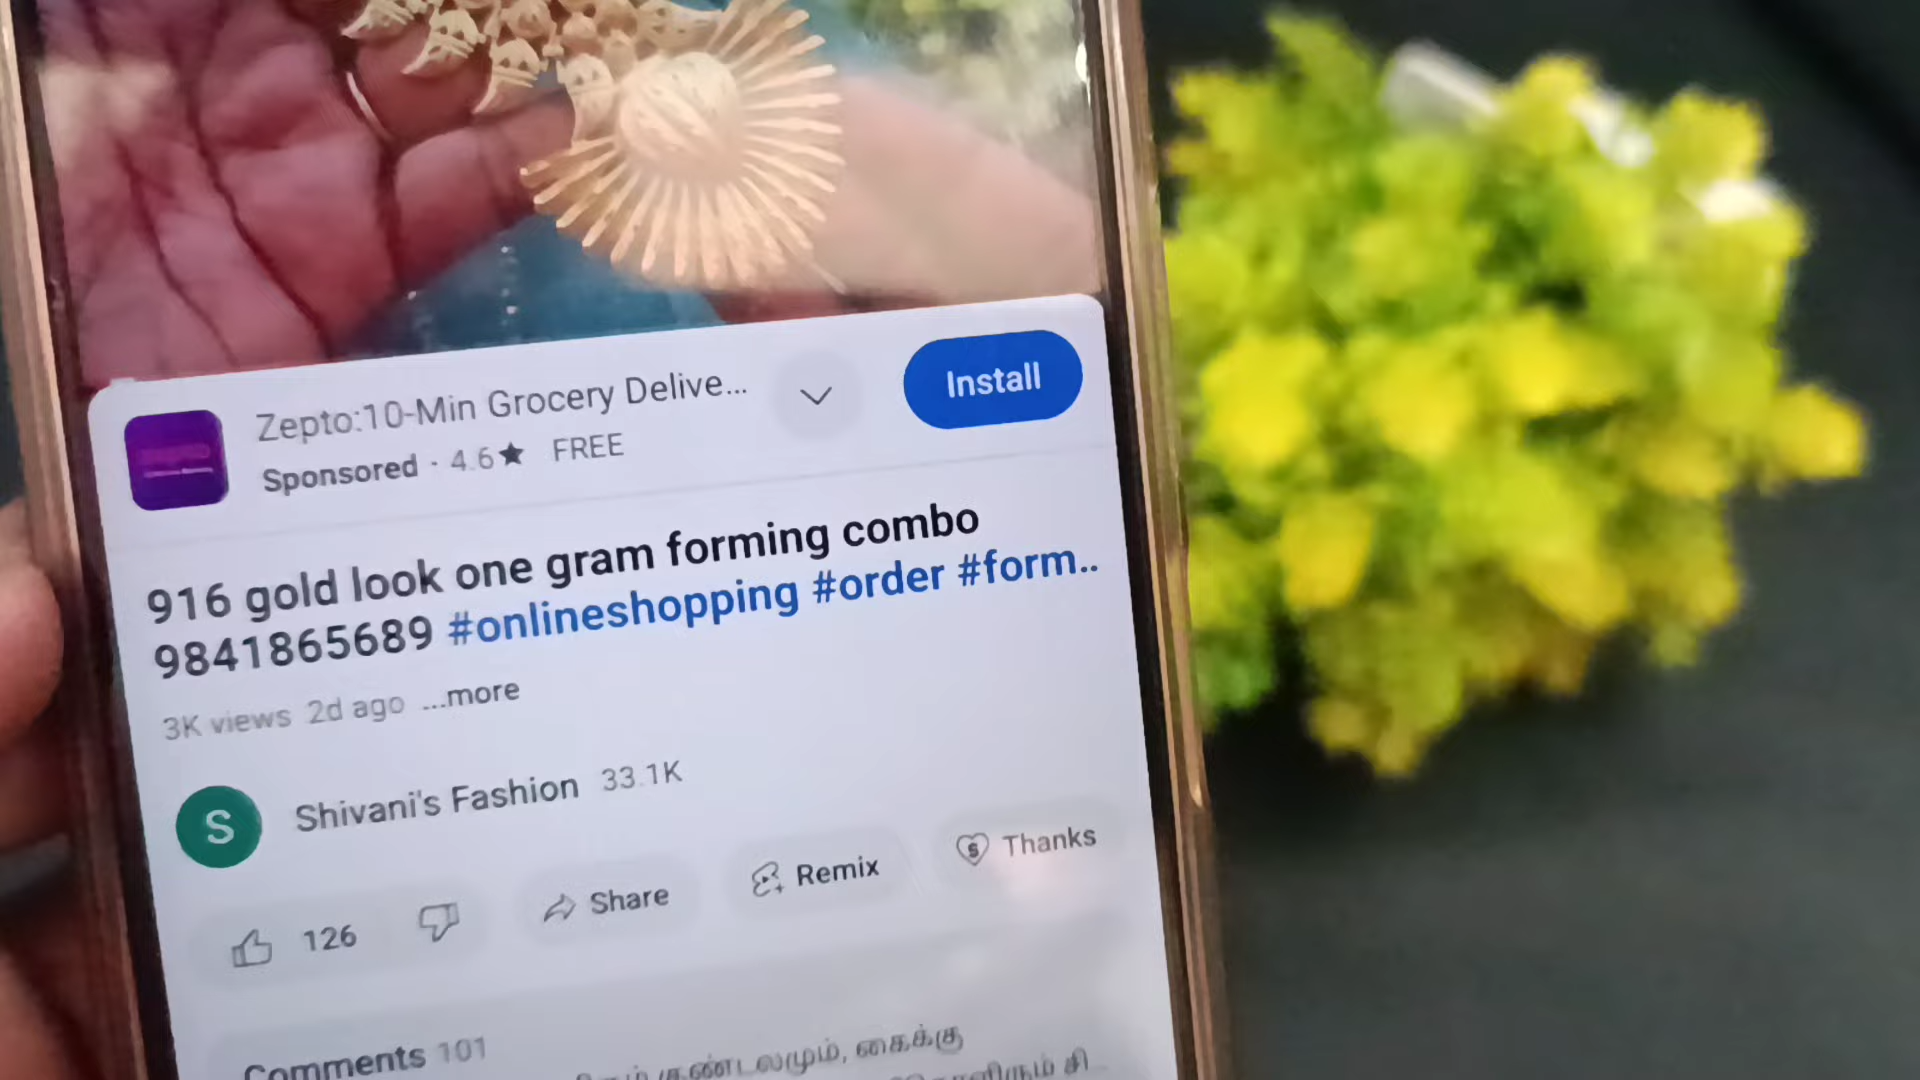 Zepto:10-Min Grocery Delive...
Install
Sponsored · 4.6★ FREE
916 gold look one gram forming combo
9841865689 #onlineshopping #order #form..
3K views 2d ago ...more
S Shivani's Fashion 33.1K
126 Share Remix Thanks
Comments 101
குண்டலமும், கைக்கு